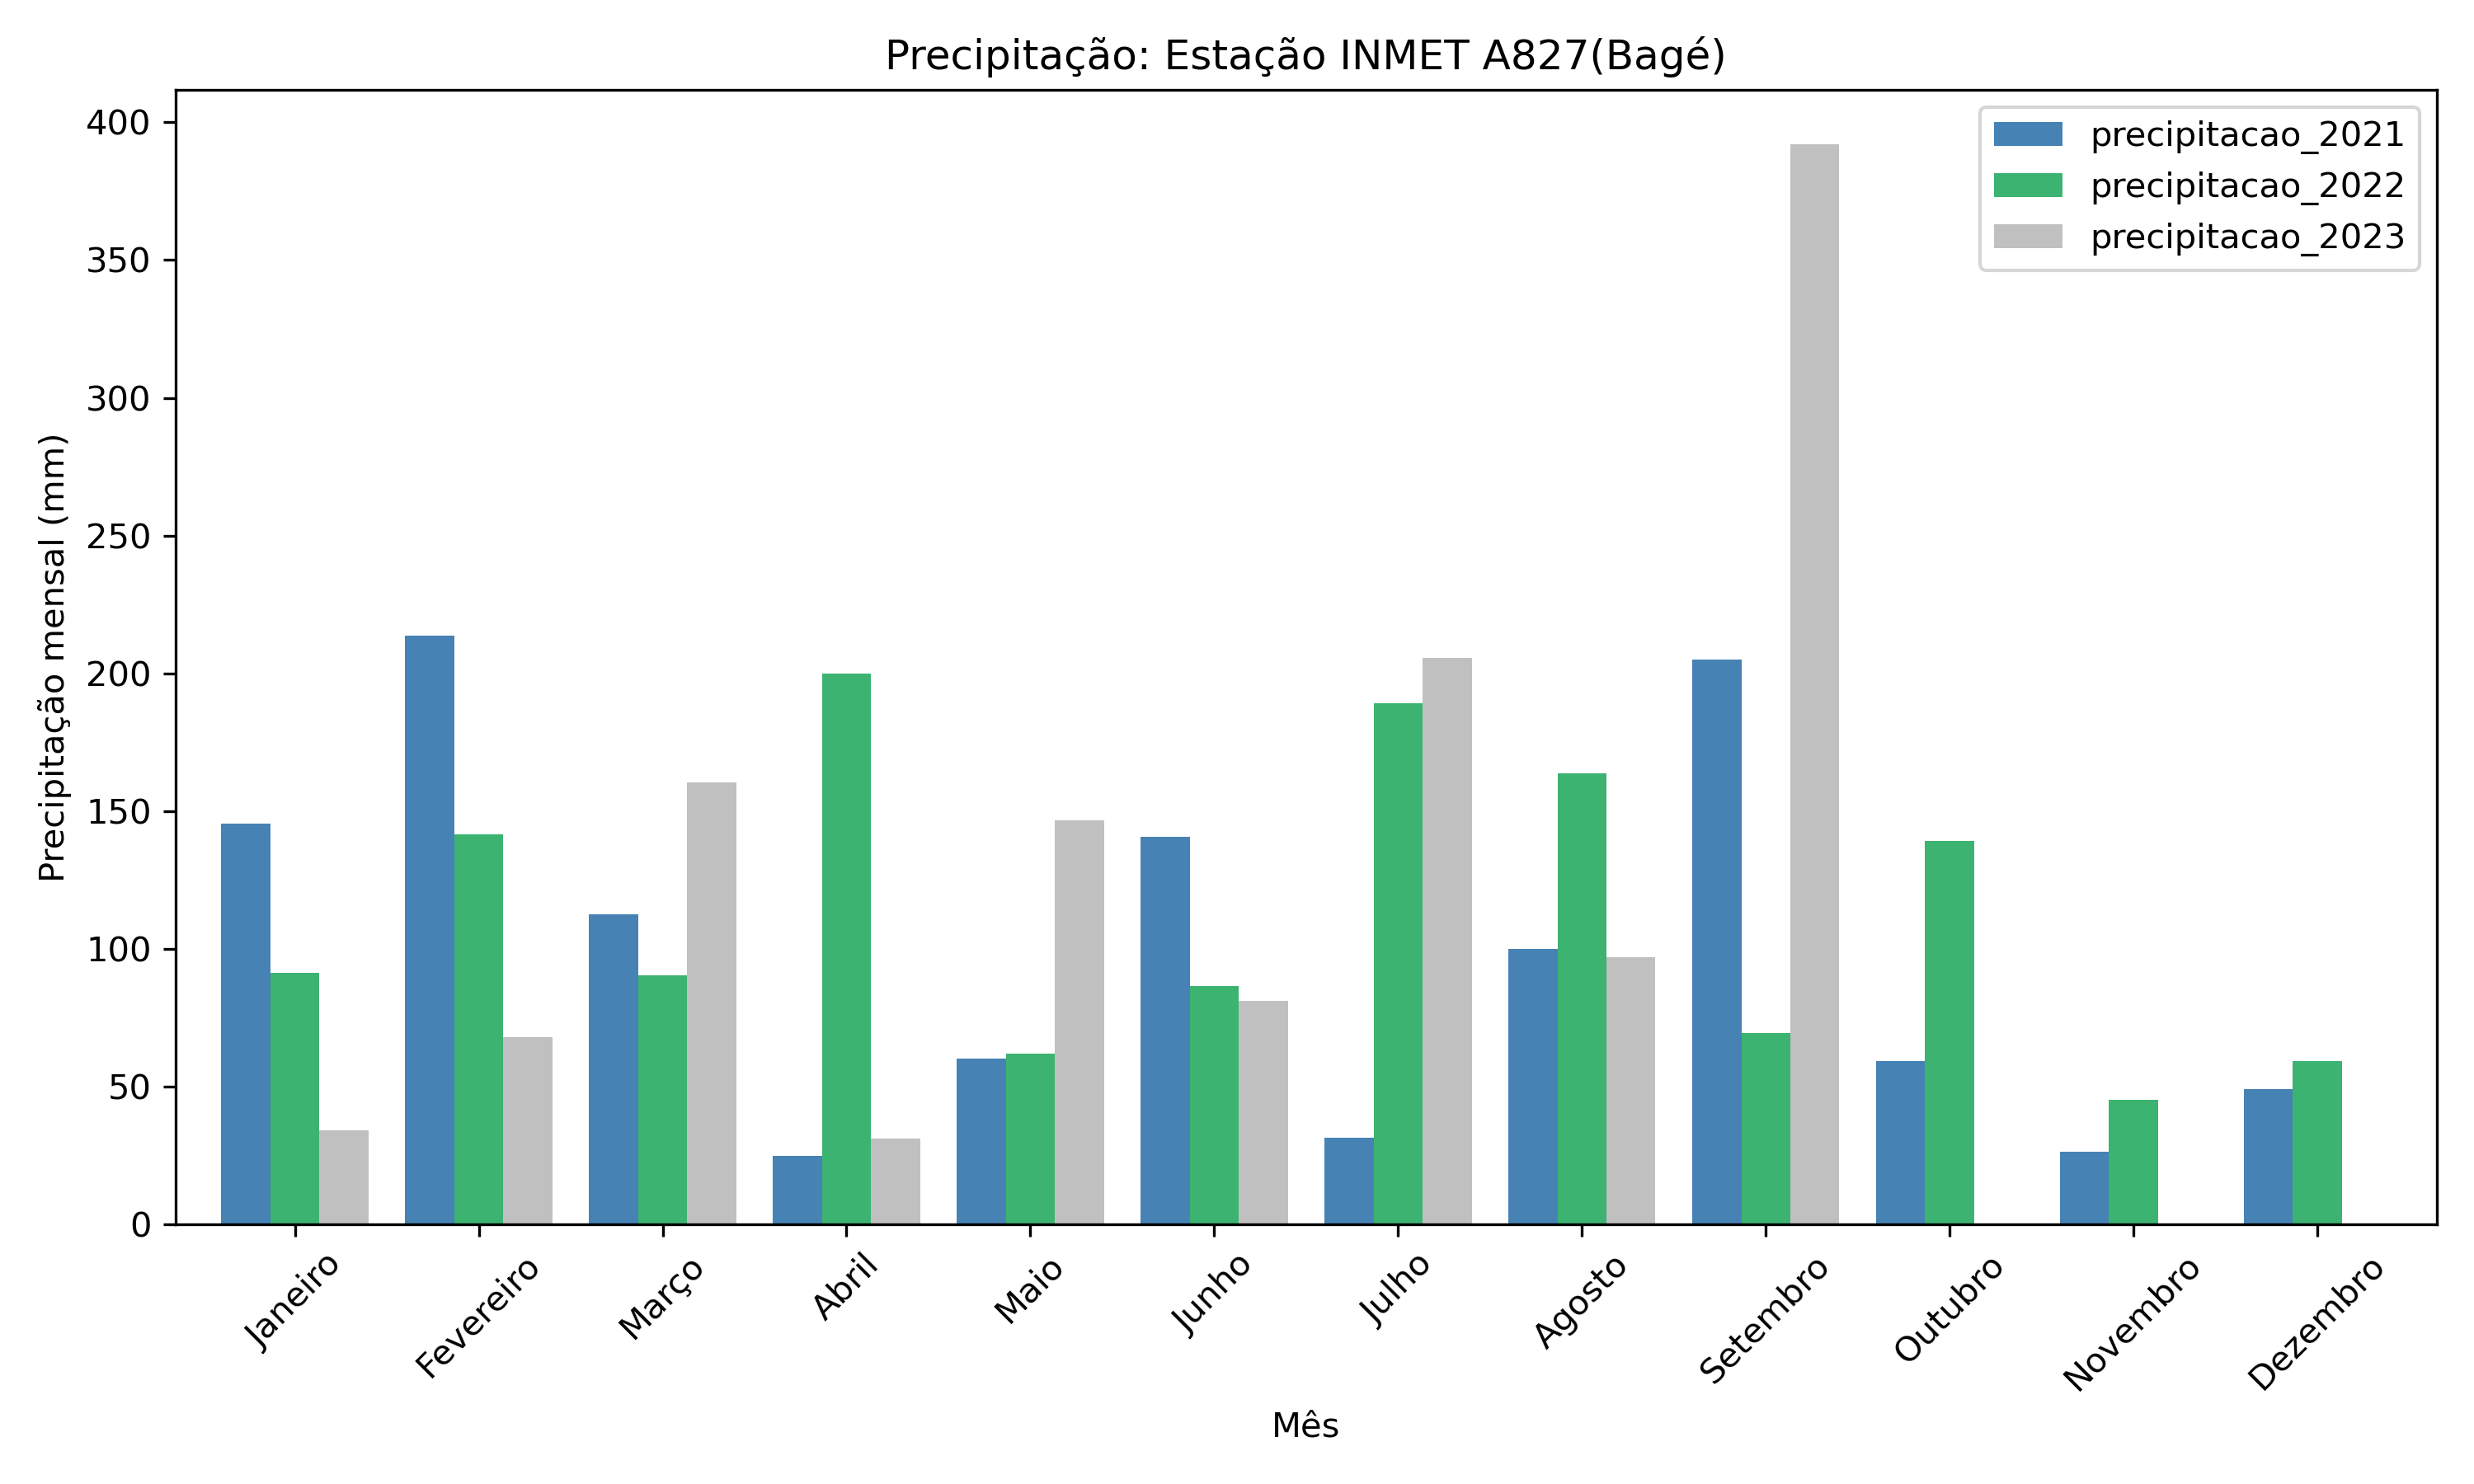 Precipitação: Estação INMET A827(Bagé)
precipitacao_2021
precipitacao_2022
precipitacao_2023
Precipitação mensal (mm)
400
350
300
250
200
150
100
50
0
Janeiro
Fevereiro
Março
Abril
Maio
Junho
Julho
Agosto
Setembro
Outubro
Novembro
Dezembro
Mês